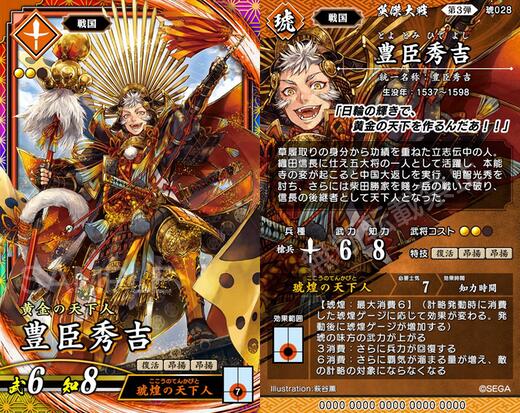 戦国
黄金の天下人
豊臣秀吉
復活 昂揚 昂揚
武6 知8
こここうのてんかびと
琥煌の天下人
7
琥
戦国
英傑大戦
第3弾
琥028
とよとみ ひでよし
豊臣秀吉
統一名称:豊臣秀吉
生没年:1537~1598
「日輪の輝きで、
黄金の天下を作るんだあ!!」
草履取りの身分から功績を重ねた立志伝中の人。
織田信長に仕え五大将の一人として活躍し、本能
寺の変が起こると中国大返しを実行。明智光秀を
討ち、さらには柴田勝家を賤ヶ岳の戦いで破り、
信長の後継者として天下人となった。
©SEGA
兵種 武力 知力 武将コスト
槍兵 6 8
特技 復活 昂揚 昂揚
こここうのてんかびと
琥煌の天下人
必要士気
7
効果時間
知力時間
効果範囲
【琥煌:最大消費6】(計略発動時に消費
した琥煌ゲージに応じて効果が変わる。発
動後に琥煌ゲージが増加する)
琥の味方の武力が上がる
3消費:さらに兵力が回復する
6消費:さらに覇気が溜まる量が増え、敵
の計略の対象にならなくなる
Illustration:萩谷薫
0000 0000 0000 0000 0000